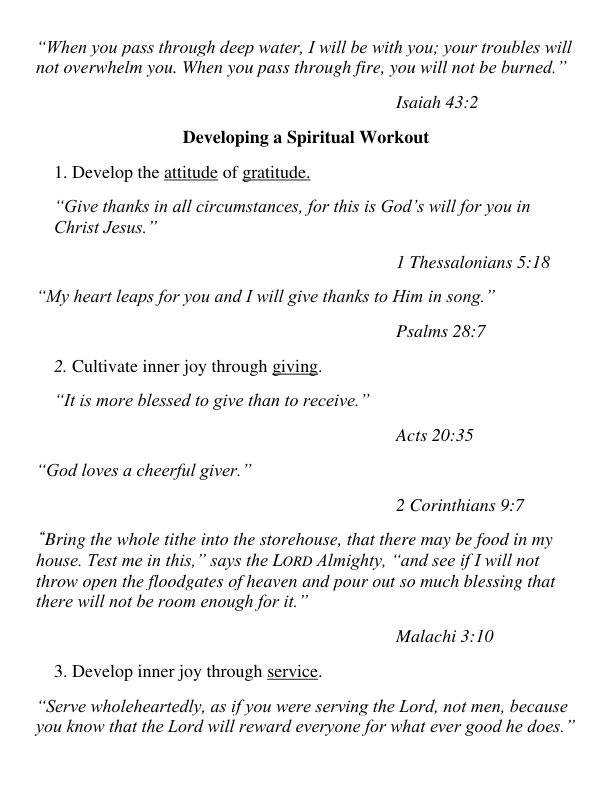 “When you pass through deep water, I will be with you; your troubles will
not overwhelm you. When you pass through fire, you will not be burned.”
Isaiah 43:2
Developing a Spiritual Workout
1. Develop the attitude of gratitude.
“Give thanks in all circumstances, for this is God’s will for you in
Christ Jesus.”
1 Thessalonians 5:18
“My heart leaps for you and I will give thanks to Him in song.”
Psalms 28:7
2. Cultivate inner joy through giving.
“It is more blessed to give than to receive.”
Acts 20:35
“God loves a cheerful giver.”
2 Corinthians 9:7
“Bring the whole tithe into the storehouse, that there may be food in my
house. Test me in this,” says the LORD Almighty, “and see if I will not
throw open the floodgates of heaven and pour out so much blessing that
there will not be room enough for it.”
Malachi 3:10
3. Develop inner joy through service.
“Serve wholeheartedly, as if you were serving the Lord, not men, because
you know that the Lord will reward everyone for what ever good he does.”